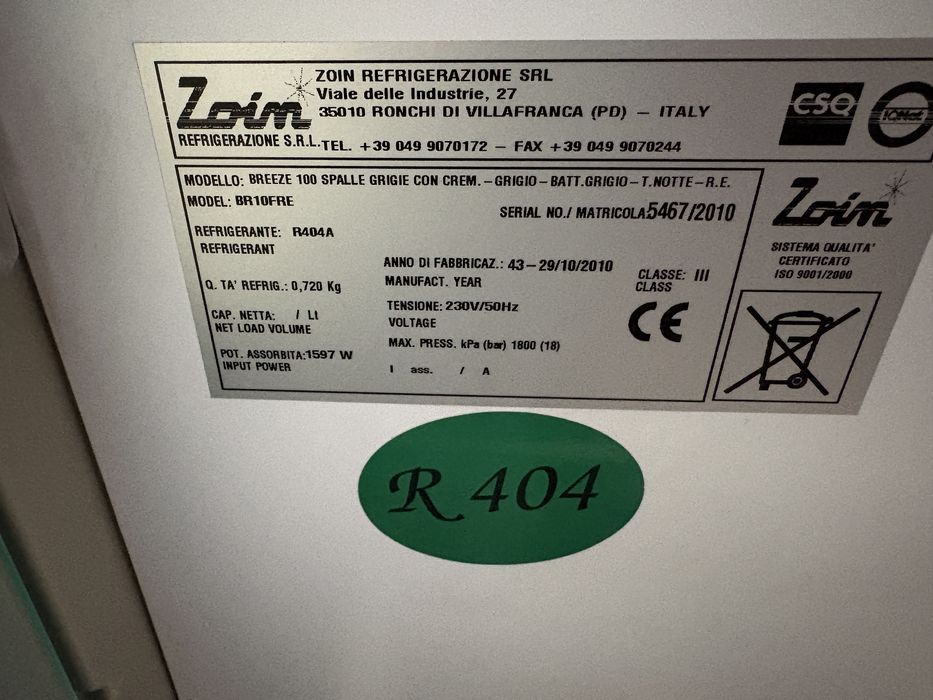 Zoin
REFRIGERAZIONE S.R.L.
ZOIN REFRIGERAZIONE SRL
Viale delle Industrie, 27
35010 RONCHI DI VILLAFRANCA (PD) – ITALY
TEL. +39 049 9070172 – FAX +39 049 9070244
CSQ
IQNet
MODELLO: BREEZE 100 SPALLE GRIGIE CON CREM.–GRIGIO–BATT.GRIGIO–T.NOTTE–R.E.
MODEL: BR10FRE
SERIAL NO./ MATRICOLA5467/2010
REFRIGERANTE: R404A
REFRIGERANT
ANNO DI FABBRICAZ.: 43–29/10/2010
MANUFACT. YEAR
CLASSE: III
CLASS
Q. TA' REFRIG.: 0,720 Kg
TENSIONE: 230V/50Hz
VOLTAGE
CE
CAP. NETTA: / Lt
NET LOAD VOLUME
MAX. PRESS. kPa (bar) 1800 (18)
POT. ASSORBITA:1597 W
INPUT POWER
I ass. / A
Zoin
SISTEMA QUALITA'
CERTIFICATO
ISO 9001/2000
R 404